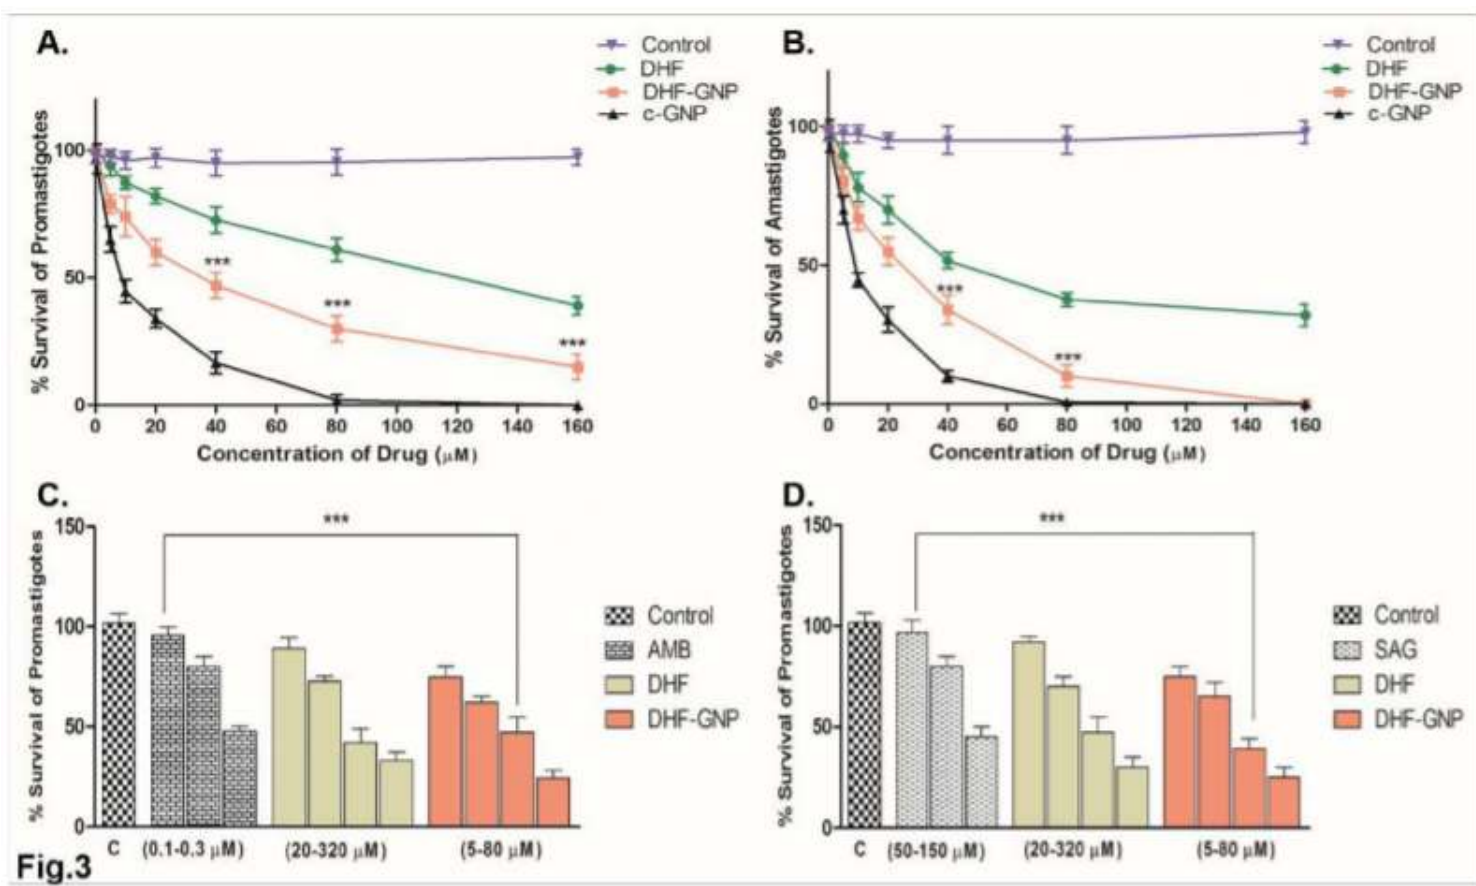 A.
Control
DHF
DHF-GNP
c-GNP
% Survival of Promastigotes
100
50
0
***
***
***
0 20 40 60 80 100 120 140 160
Concentration of Drug (μM)
B.
Control
DHF
DHF-GNP
c-GNP
% Survival of Amastigotes
100
50
0
***
***
0 20 40 60 80 100 120 140 160
Concentration of Drug (μM)
C.
% Survival of Promastigotes
150
100
50
0
***
Control
AMB
DHF
DHF-GNP
C (0.1-0.3 μM) (20-320 μM) (5-80 μM)
D.
% Survival of Promastigotes
150
100
50
0
***
Control
SAG
DHF
DHF-GNP
C (50-150 μM) (20-320 μM) (5-80 μM)
Fig.3